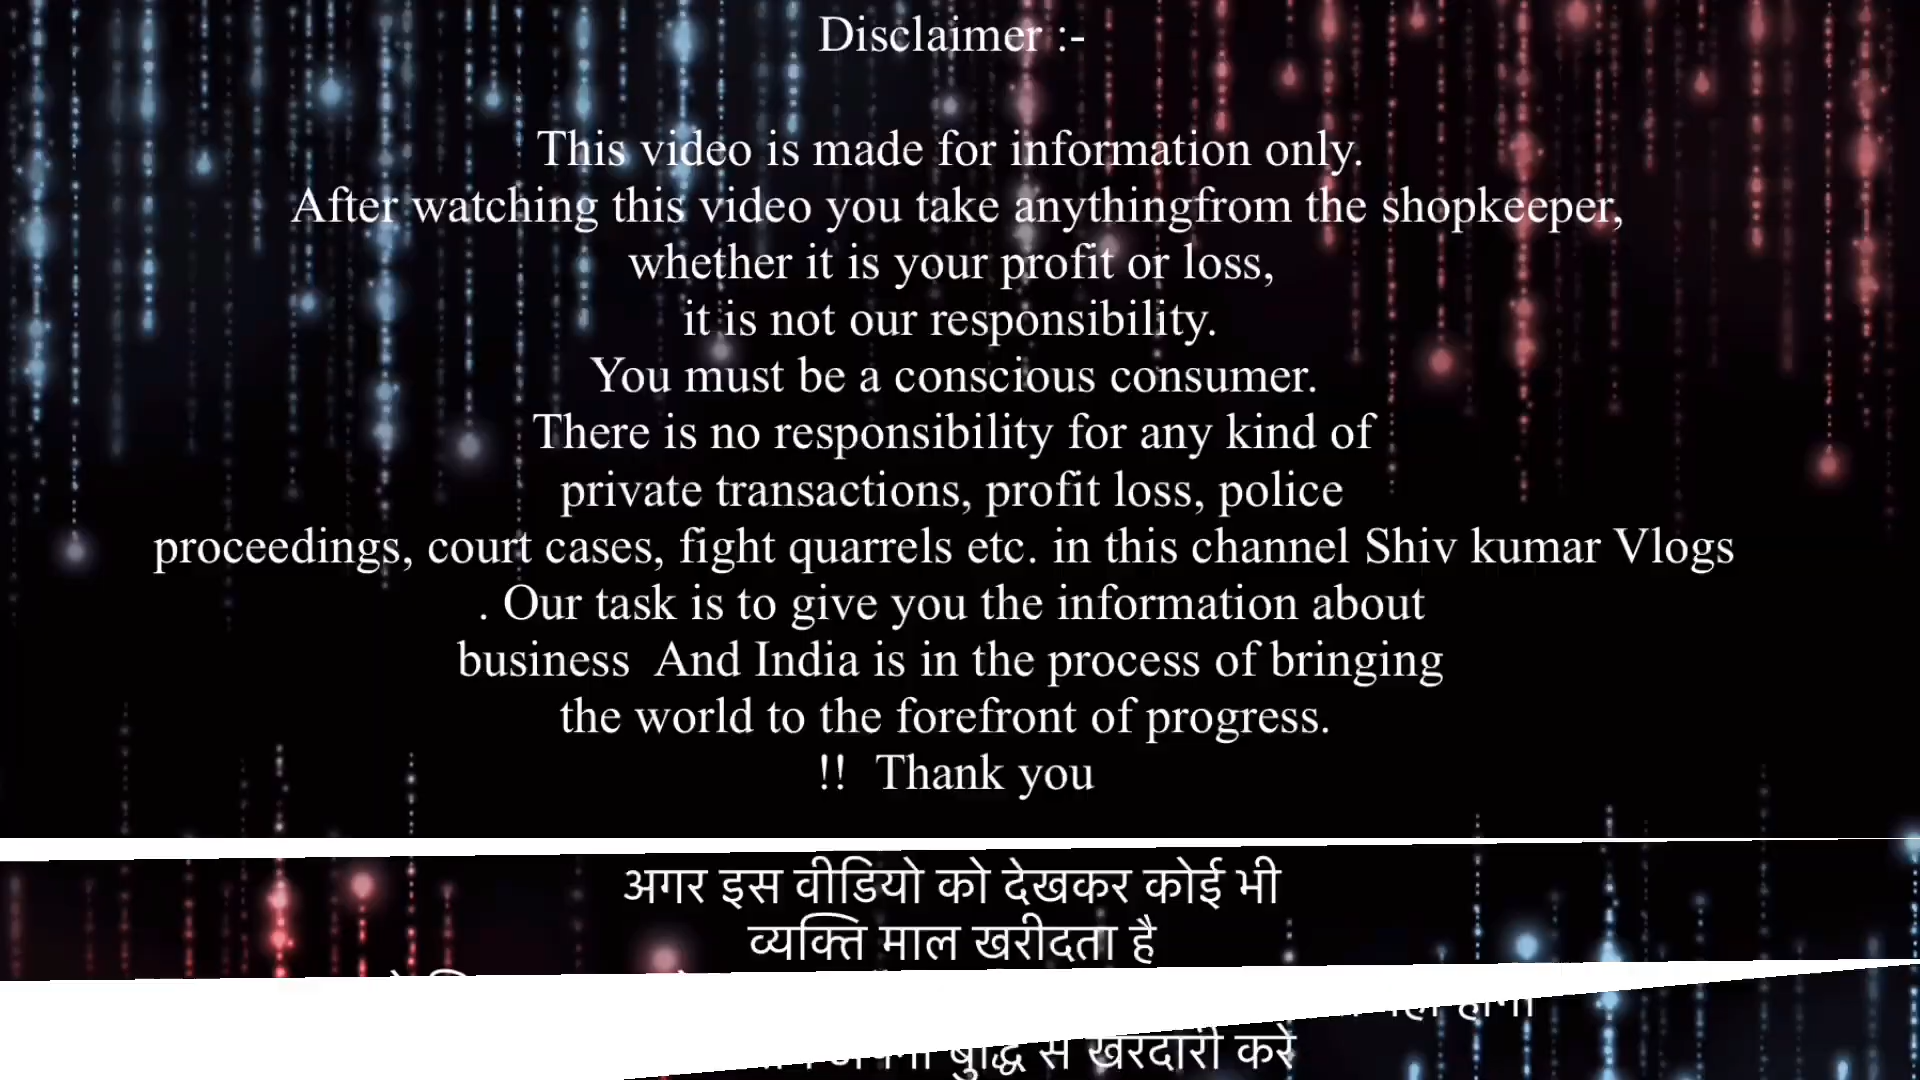 Disclaimer :-
This video is made for information only.
After watching this video you take anythingfrom the shopkeeper,
whether it is your profit or loss,
it is not our responsibility.
You must be a conscious consumer.
There is no responsibility for any kind of
private transactions, profit loss, police
proceedings, court cases, fight quarrels etc. in this channel Shiv kumar Vlogs
. Our task is to give you the information about
business  And India is in the process of bringing
the world to the forefront of progress.
!!  Thank you
अगर इस वीडियो को देखकर कोई भी
व्यक्ति माल खरीदता है
बुद्धि से खरदारी करें